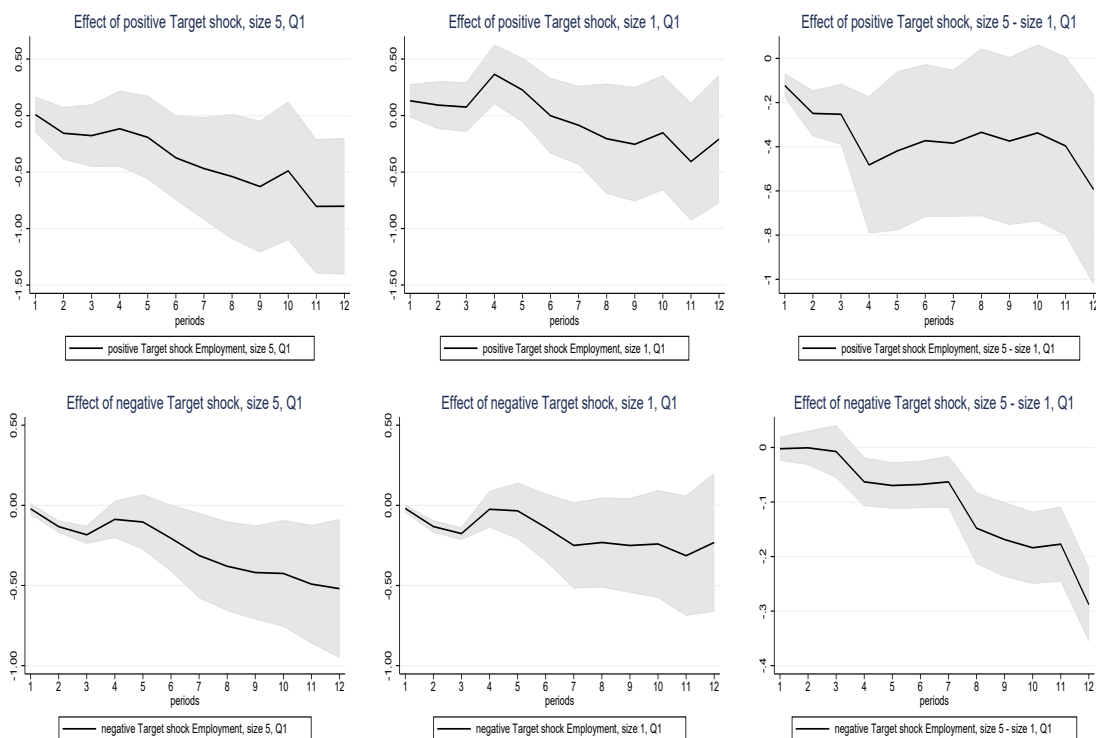 Effect of positive Target shock, size 5, Q1
0.50
0.00
-0.50
-1.00
-1.50
1 2 3 4 5 6 7 8 9 10 11 12
periods
positive Target shock Employment, size 5, Q1
Effect of positive Target shock, size 1, Q1
0.50
0.00
-0.50
-1.00
-1.50
1 2 3 4 5 6 7 8 9 10 11 12
periods
positive Target shock Employment, size 1, Q1
Effect of positive Target shock, size 5 - size 1, Q1
0
-.2
-.4
-.6
-.8
-1
1 2 3 4 5 6 7 8 9 10 11 12
periods
positive Target shock Employment, size 5 - size 1, Q1
Effect of negative Target shock, size 5, Q1
0.50
0.00
-0.50
-1.00
1 2 3 4 5 6 7 8 9 10 11 12
periods
negative Target shock Employment, size 5, Q1
Effect of negative Target shock, size 1, Q1
0.50
0.00
-0.50
-1.00
1 2 3 4 5 6 7 8 9 10 11 12
periods
negative Target shock Employment, size 1, Q1
Effect of negative Target shock, size 5 - size 1, Q1
0
-.1
-.2
-.3
-.4
1 2 3 4 5 6 7 8 9 10 11 12
periods
negative Target shock Employment, size 5 - size 1, Q1